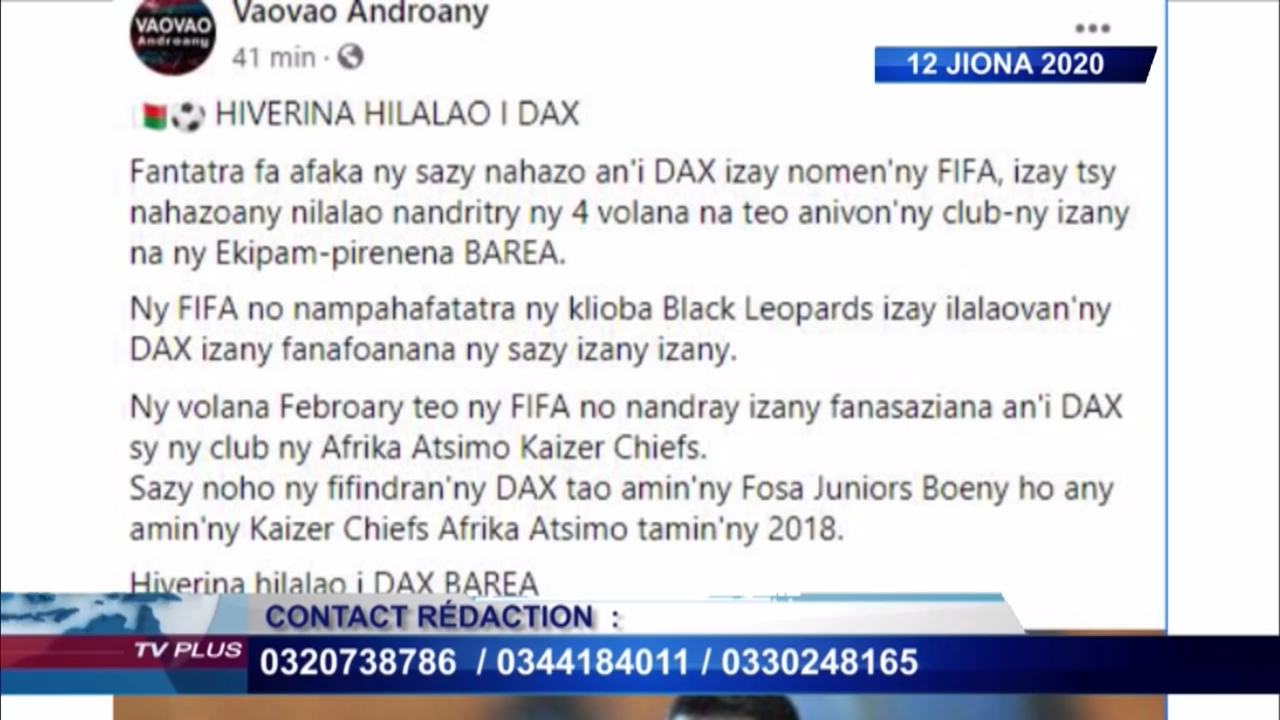 VAOVAO
Androany
Vaovao Androany
41 min ·
12 JIONA 2020
HIVERINA HILALAO I DAX
Fantatra fa afaka ny sazy nahazo an'i DAX izay nomen'ny FIFA, izay tsy
nahazoany nilalao nandritry ny 4 volana na teo anivon'ny club-ny izany
na ny Ekipam-pirenena BAREA.
Ny FIFA no nampahafatatra ny klioba Black Leopards izay ilalaovan'ny
DAX izany fanafoanana ny sazy izany izany.
Ny volana Febroary teo ny FIFA no nandray izany fanasaziana an'i DAX
sy ny club ny Afrika Atsimo Kaizer Chiefs.
Sazy noho ny fifindran'ny DAX tao amin'ny Fosa Juniors Boeny ho any
amin'ny Kaizer Chiefs Afrika Atsimo tamin'ny 2018.
Hiverina hilalao i DAX BAREA
CONTACT RÉDACTION :
TV PLUS
0320738786 / 0344184011 / 0330248165